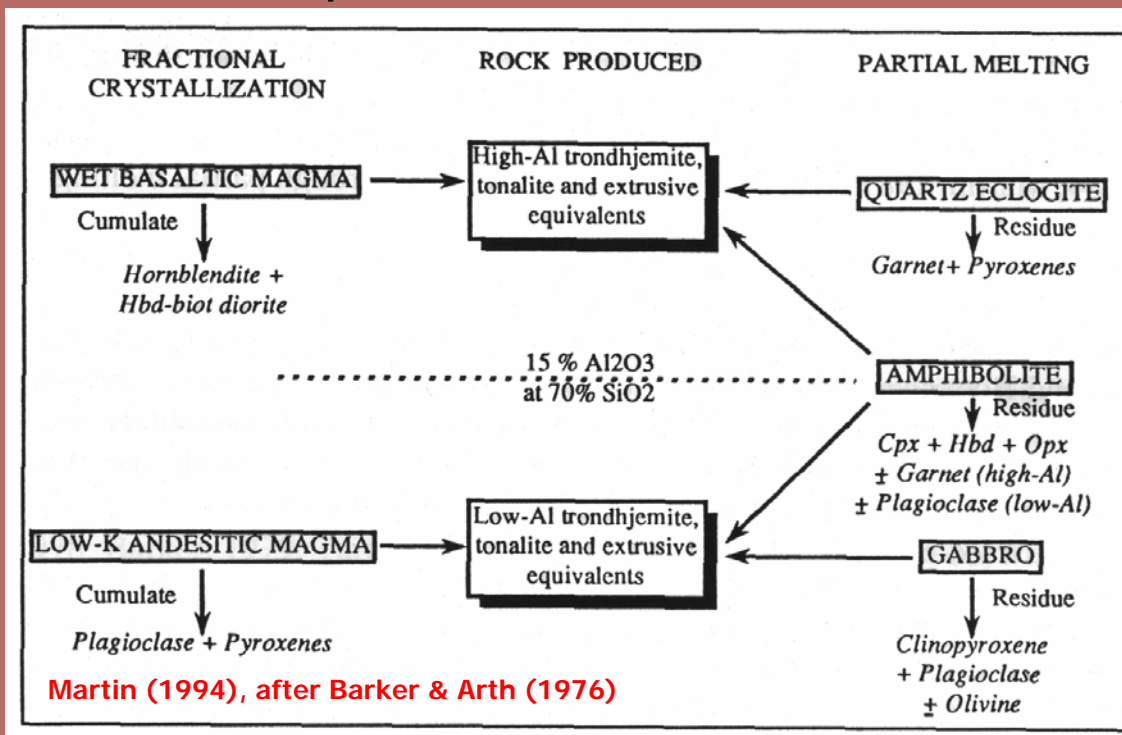 FRACTIONAL
CRYSTALLIZATION
ROCK PRODUCED
PARTIAL MELTING
WET BASALTIC MAGMA
Cumulate
Hornblendite +
Hbd-biot diorite
High-Al trondhjemite,
tonalite and extrusive
equivalents
QUARTZ ECLOGITE
Residue
Garnet+ Pyroxenes
15 % Al2O3
at 70% SiO2
AMPHIBOLITE
Residue
Cpx + Hbd + Opx
± Garnet (high-Al)
± Plagioclase (low-Al)
LOW-K ANDESITIC MAGMA
Cumulate
Plagioclase + Pyroxenes
Low-Al trondhjemite,
tonalite and extrusive
equivalents
GABBRO
Residue
Clinopyroxene
+ Plagioclase
± Olivine
Martin (1994), after Barker & Arth (1976)